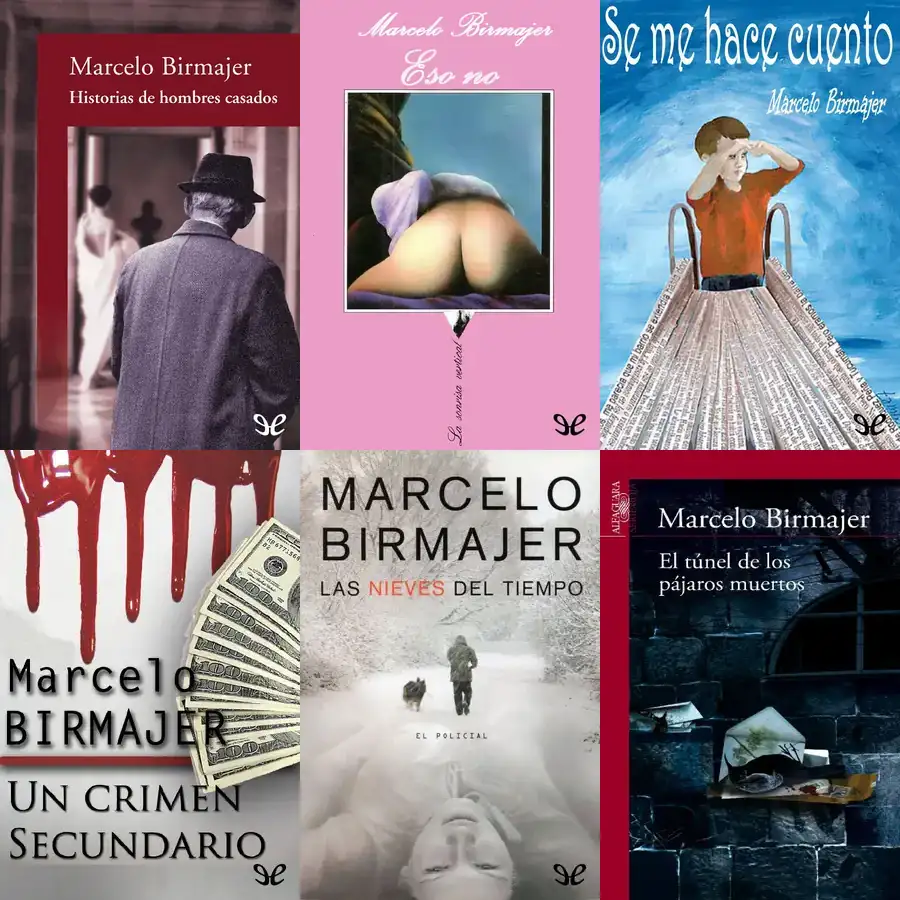 Marcelo Birmajer
Historias de hombres casados
Marcelo Birmajer
Eso no
La sonrisa vertical
Se me hace cuento
Marcelo Birmajer
Marcelo
BIRMAJER
UN CRIMEN
SECUNDARIO
MARCELO
BIRMAJER
LAS NIEVES DEL TIEMPO
EL POLICIAL
ALFAGUARA
Marcelo Birmajer
El túnel de los
pájaros muertos